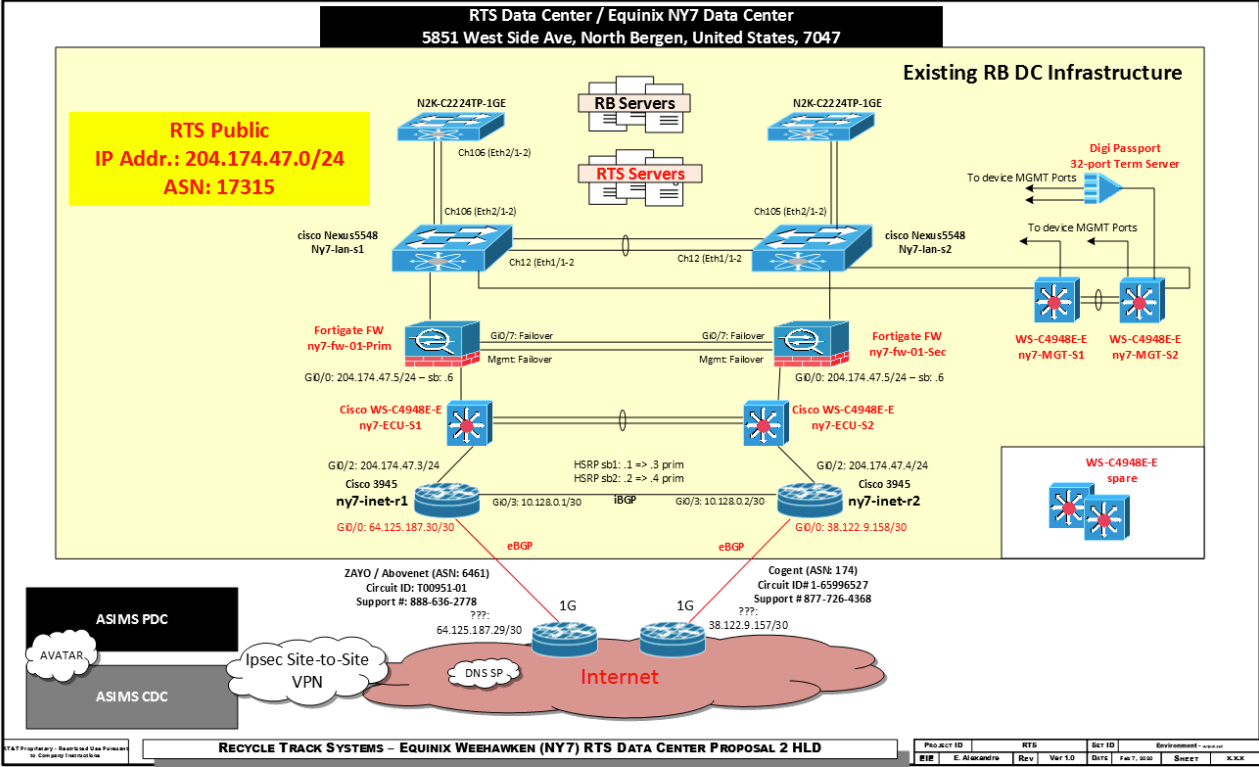 RTS Data Center / Equinix NY7 Data Center
5851 West Side Ave, North Bergen, United States, 7047
Existing RB DC Infrastructure
RTS Public
IP Addr.: 204.174.47.0/24
ASN: 17315
N2K-C2224TP-1GE
N2K-C2224TP-1GE
RB Servers
RTS Servers
Ch106 (Eth2/1-2)
Ch106 (Eth2/1-2)
Ch105 (Eth2/1-2)
Digi Passport
32-port Term Server
To device MGMT Ports
To device MGMT Ports
cisco Nexus5548
Ny7-lan-s1
cisco Nexus5548
Ny7-lan-s2
Ch12 (Eth1/1-2
Ch12 (Eth1/1-2
WS-C4948E-E
ny7-MGT-S1
WS-C4948E-E
ny7-MGT-S2
Fortigate FW
ny7-fw-01-Prim
Gi0/7: Failover
Gi0/7: Failover
Mgmt: Failover
Mgmt: Failover
Fortigate FW
ny7-fw-01-Sec
Gi0/0: 204.174.47.5/24 – sb: .6
Gi0/0: 204.174.47.5/24 – sb: .6
Cisco WS-C4948E-E
ny7-ECU-S1
Cisco WS-C4948E-E
ny7-ECU-S2
Gi0/2: 204.174.47.3/24
HSRP sb1: .1 => .3 prim
HSRP sb2: .2 => .4 prim
Gi0/2: 204.174.47.4/24
Cisco 3945
ny7-inet-r1
Gi0/3: 10.128.0.1/30
iBGP
Gi0/3: 10.128.0.2/30
Cisco 3945
ny7-inet-r2
Gi0/0: 64.125.187.30/30
Gi0/0: 38.122.9.158/30
WS-C4948E-E
spare
eBGP
eBGP
ZAYO / Abovenet (ASN: 6461)
Circuit ID: T00951-01
Support #: 888-636-2778
Cogent (ASN: 174)
Circuit ID# 1-65996527
Support # 877-726-4368
???:
64.125.187.29/30
1G
1G
???:
38.122.9.157/30
ASIMS PDC
AVATAR
ASIMS CDC
Ipsec Site-to-Site
VPN
DNS SP
Internet
AT&T Proprietary - Restricted Use Pursuant
to Company Instructions
RECYCLE TRACK SYSTEMS – EQUINIX WEEHAWKEN (NY7) RTS DATA CENTER PROPOSAL 2 HLD
PROJECT ID RTS SET ID Environment -
EIE E. Alexandre REV Ver 1.0 DATE Feb 7, 2020 SHEET X.X.X